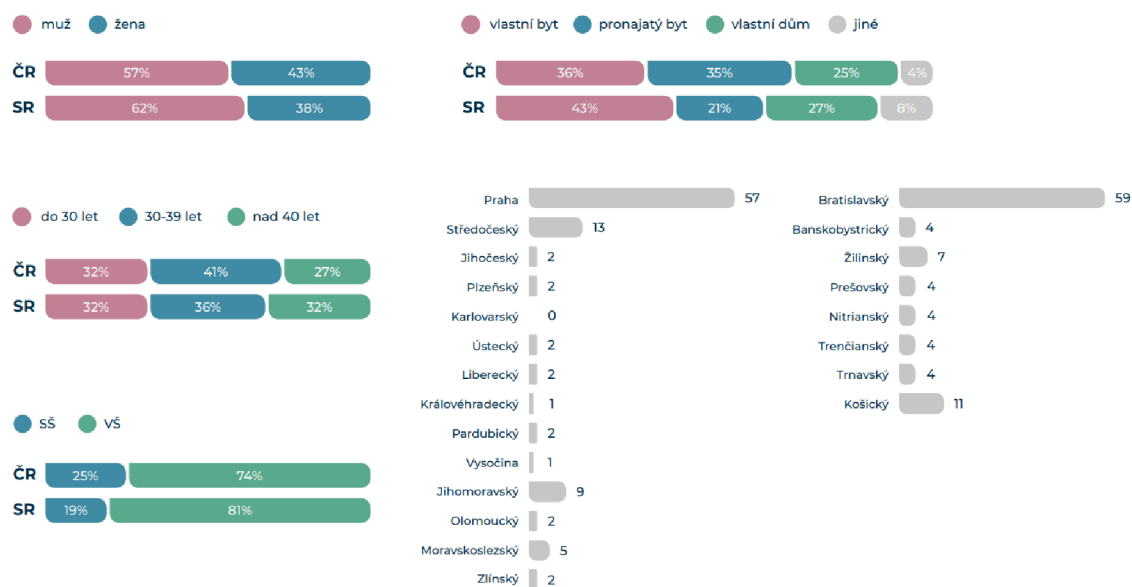 muž žena
ČR 57% 43%
SR 62% 38%
vlastní byt pronajatý byt vlastní dům jiné
ČR 36% 35% 25% 4%
SR 43% 21% 27% 8%
do 30 let 30-39 let nad 40 let
ČR 32% 41% 27%
SR 32% 36% 32%
SŠ VŠ
ČR 25% 74%
SR 19% 81%
Praha 57
Středočeský 13
Jihočeský 2
Plzeňský 2
Karlovarský 0
Ústecký 2
Liberecký 2
Královéhradecký 1
Pardubický 2
Vysočina 1
Jihomoravský 9
Olomoucký 2
Moravskoslezský 5
Zlínský 2
Bratislavský 59
Banskobystrický 4
Žilinský 7
Prešovský 4
Nitrianský 4
Trenčianský 4
Trnavský 4
Košický 11